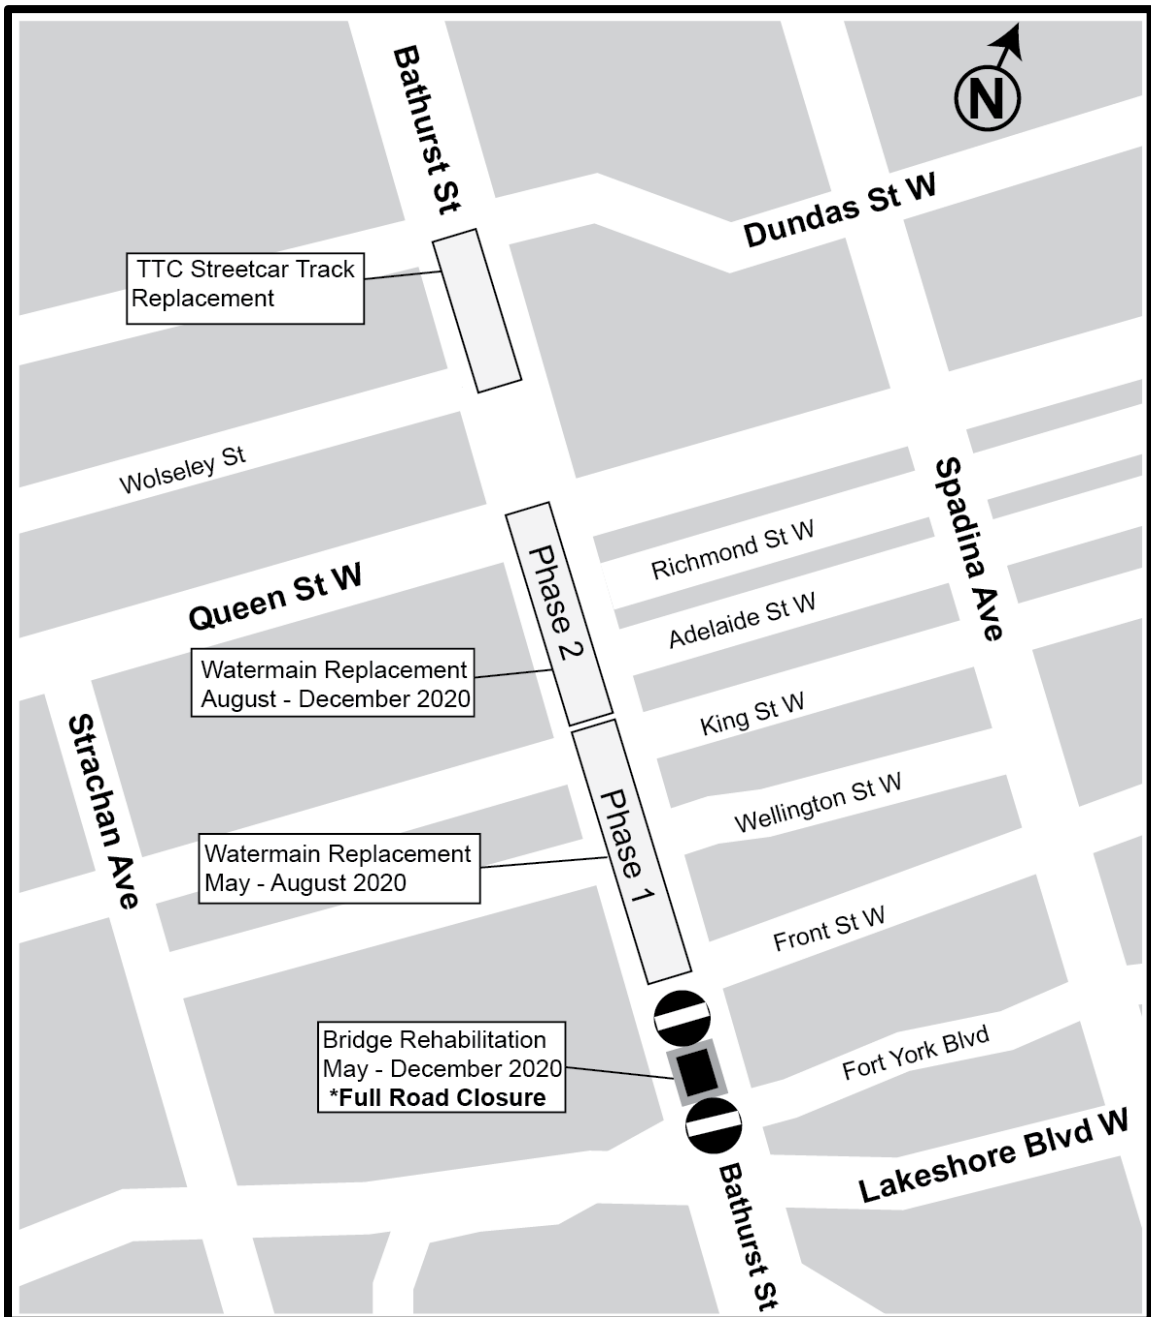 Bathurst St
N
Dundas St W
TTC Streetcar Track
Replacement
Wolseley St
Spadina Ave
Richmond St W
Phase 2
Queen St W
Adelaide St W
Watermain Replacement
August - December 2020
King St W
Strachan Ave
Wellington St W
Phase 1
Watermain Replacement
May - August 2020
Front St W
Bridge Rehabilitation
May - December 2020
*Full Road Closure
Fort York Blvd
Lakeshore Blvd W
Bathurst St